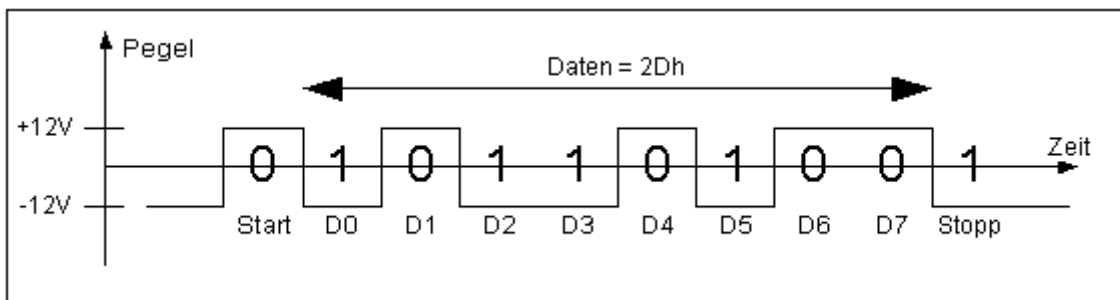 Pegel
Daten = 2Dh
+12V
0 1 0 1 1 0 1 0 0 1
Zeit
-12V
Start D0 D1 D2 D3 D4 D5 D6 D7 Stopp